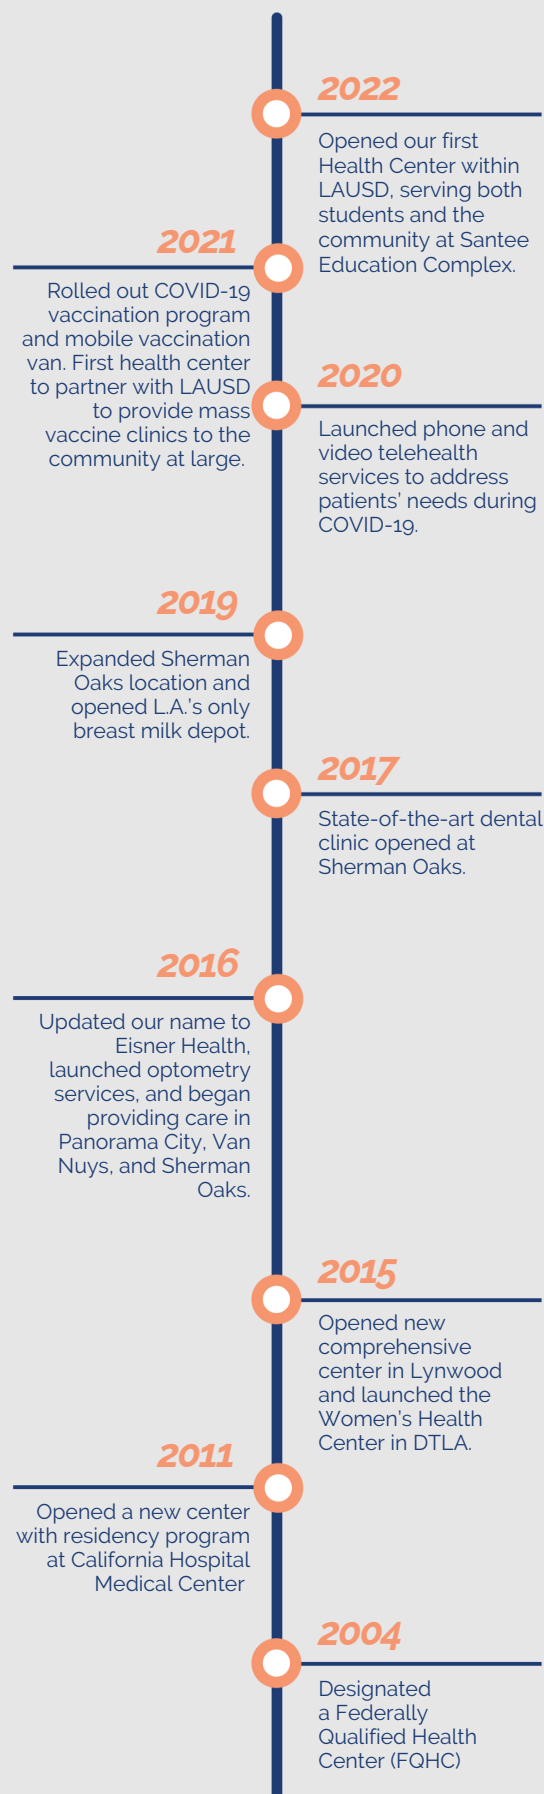 2022
Opened our first
Health Center within
LAUSD, serving both
students and the
community at Santee
Education Complex.
2021
Rolled out COVID-19
vaccination program
and mobile vaccination
van. First health center
to partner with LAUSD
to provide mass
vaccine clinics to the
community at large.
2020
Launched phone and
video telehealth
services to address
patients' needs during
COVID-19.
2019
Expanded Sherman
Oaks location and
opened L.A.'s only
breast milk depot.
2017
State-of-the-art dental
clinic opened at
Sherman Oaks.
2016
Updated our name to
Eisner Health,
launched optometry
services, and began
providing care in
Panorama City, Van
Nuys, and Sherman
Oaks.
2015
Opened new
comprehensive
center in Lynwood
and launched the
Women's Health
Center in DTLA.
2011
Opened a new center
with residency program
at California Hospital
Medical Center
2004
Designated
a Federally
Qualified Health
Center (FQHC)